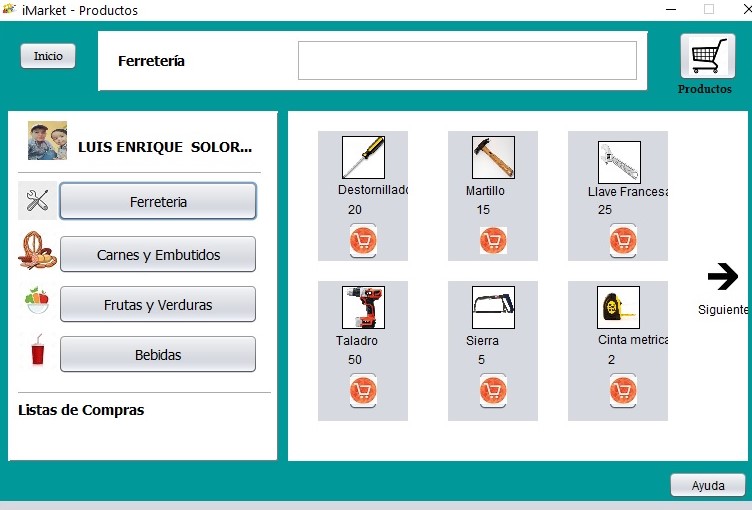 iMarket - Productos
Inicio
Ferretería
Productos
LUIS ENRIQUE SOLOR...
Ferreteria
Carnes y Embutidos
Frutas y Verduras
Bebidas
Listas de Compras
Destornillado
20
Martillo
15
Llave Francesa
25
Taladro
50
Sierra
5
Cinta metrica
2
Siguiente
Ayuda